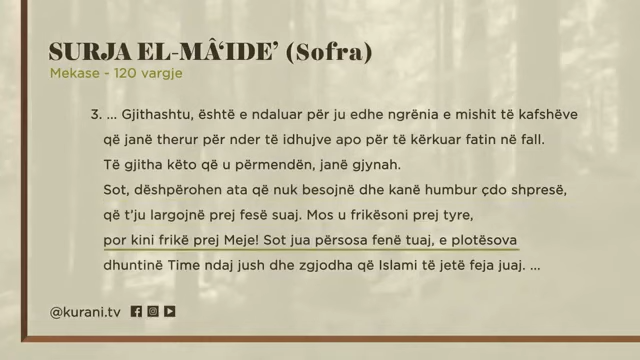 SURJA EL-MÂ‘IDE’ (Sofra)
Mekase - 120 vargje
3. ... Gjithashtu, është e ndaluar për ju edhe ngrënia e mishit të kafshëve
që janë therur për nder të idhujve apo për të kërkuar fatin në fall.
Të gjitha këto që u përmendën, janë gjynah.
Sot, dëshpërohen ata që nuk besojnë dhe kanë humbur çdo shpresë,
që t’ju largojnë prej fesë suaj. Mos u frikësoni prej tyre,
por kini frikë prej Meje! Sot jua përsosa fenë tuaj, e plotësova
dhuntinë Time ndaj jush dhe zgjodha që Islami të jetë feja juaj. ...
@kurani.tv